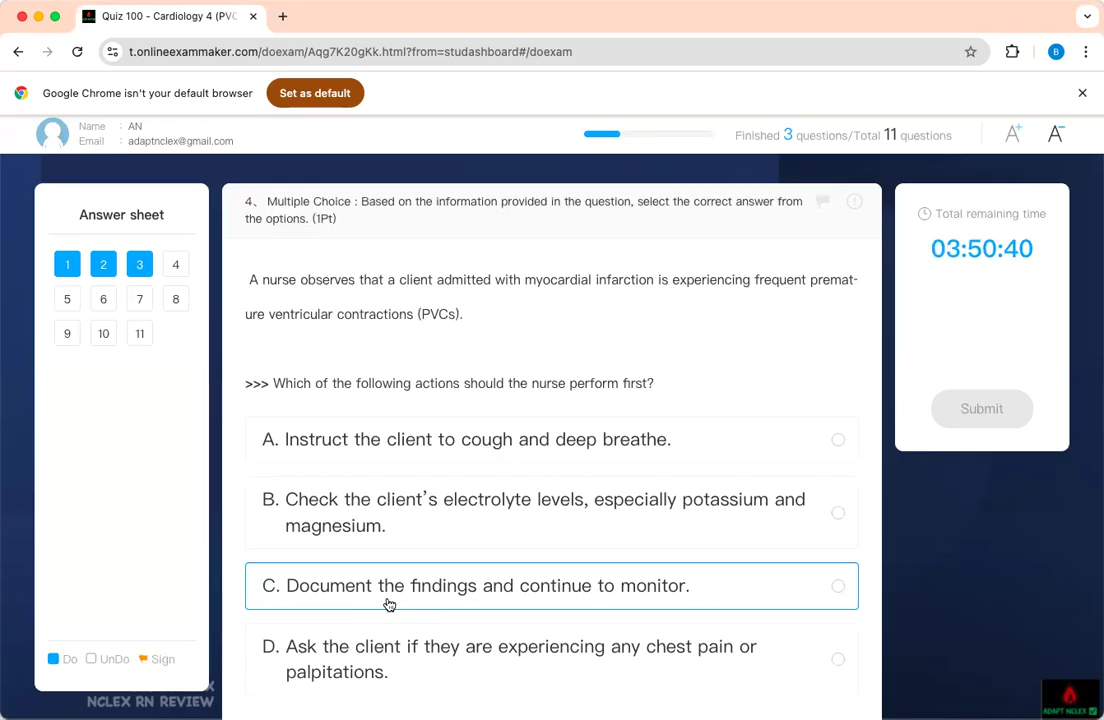 Quiz 100 - Cardiology 4 (PVC
t.onlineexammaker.com/doexam/Aqg7K20gKk.html?from=studashboard#/doexam
B
Google Chrome isn't your default browser
Set as default
Name : AN
Email : adaptnclex@gmail.com
Finished 3 questions/Total 11 questions
A+ A-
Answer sheet
1 2 3 4
5 6 7 8
9 10 11
Do UnDo Sign
NCLEX RN REVIEW
4、 Multiple Choice : Based on the information provided in the question, select the correct answer from
the options. (1Pt)
A nurse observes that a client admitted with myocardial infarction is experiencing frequent premat-
ure ventricular contractions (PVCs).
>>> Which of the following actions should the nurse perform first?
A. Instruct the client to cough and deep breathe.
B. Check the client’s electrolyte levels, especially potassium and
magnesium.
C. Document the findings and continue to monitor.
D. Ask the client if they are experiencing any chest pain or
palpitations.
Total remaining time
03:50:40
Submit
ADAPT NCLEX